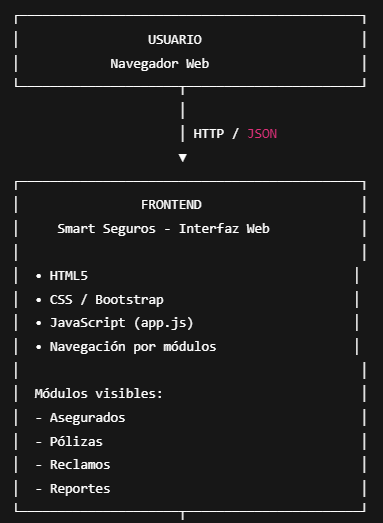 USUARIO
Navegador Web
HTTP / JSON
FRONTEND
Smart Seguros - Interfaz Web
• HTML5
• CSS / Bootstrap
• JavaScript (app.js)
• Navegación por módulos
Módulos visibles:
- Asegurados
- Pólizas
- Reclamos
- Reportes